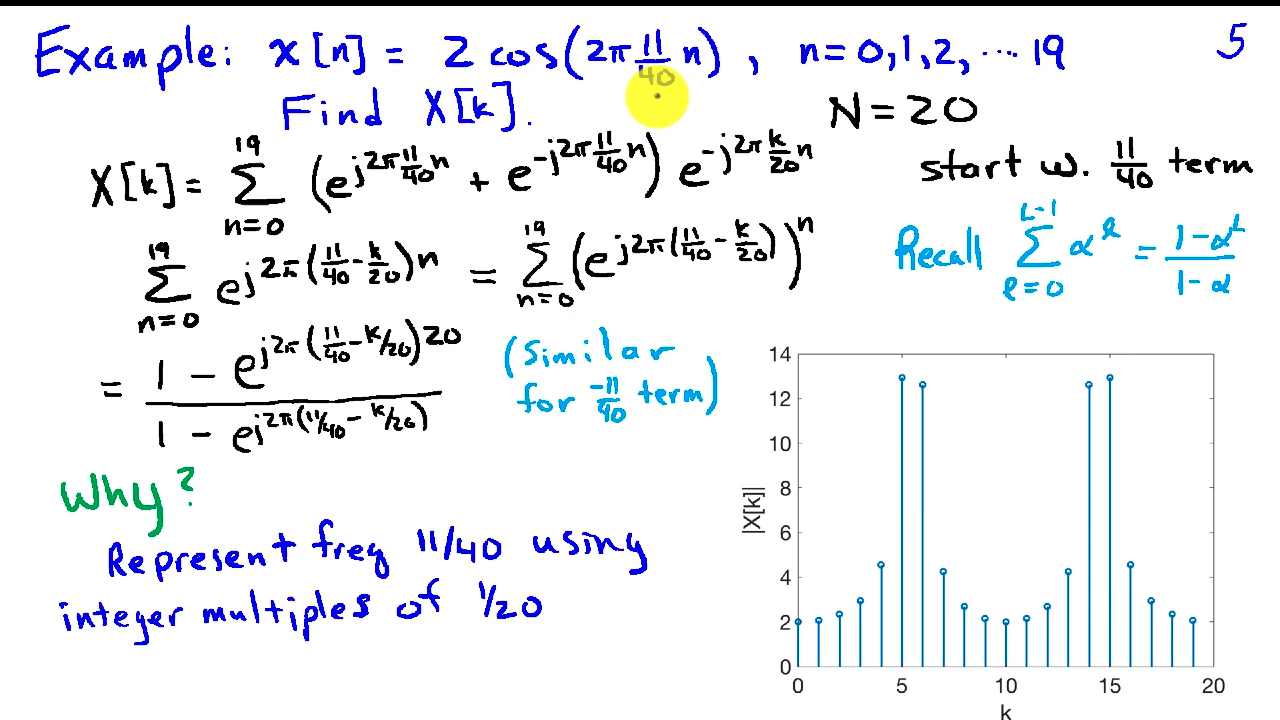 Example: x[n] = 2 cos(2π 11/40 n), n=0,1,2,...19
5
Find X[k].
N=20
X[k] = Σ_{n=0}^{19} (e^{j2π 11/40 n} + e^{-j2π 11/40 n}) e^{-j2π k/20 n}
start w. 11/40 term
Σ_{n=0}^{19} e^{j2π(11/40 - k/20)n} = Σ_{n=0}^{19} (e^{j2π(11/40 - k/20)})^n
Recall Σ_{l=0}^{L-1} α^l = (1-α^L)/(1-α)
= (1 - e^{j2π(11/40 - k/20)20})/(1 - e^{j2π(11/40 - k/20)})
(Similar
for -11/40 term)
Why?
Represent freq 11/40 using
integer multiples of 1/20
14
12
10
8
6
4
2
0
|X[k]|
0 5 10 15 20
k